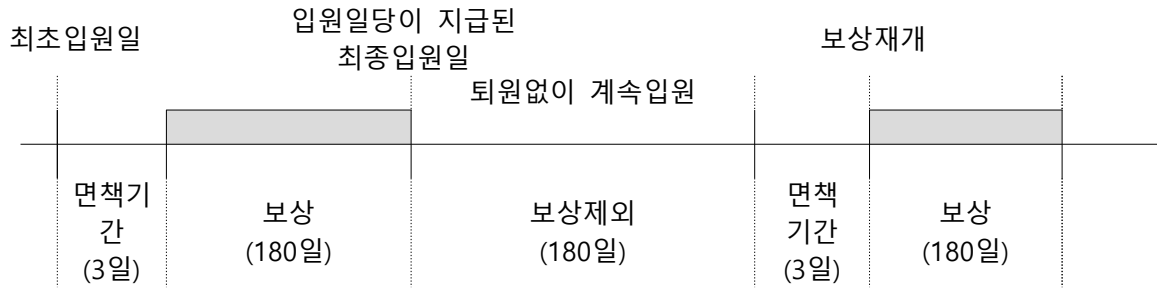 최초입원일
입원일당이 지급된
최종입원일
보상재개
퇴원없이 계속입원
면책기
간
(3일)
보상
(180일)
보상제외
(180일)
면책
기간
(3일)
보상
(180일)